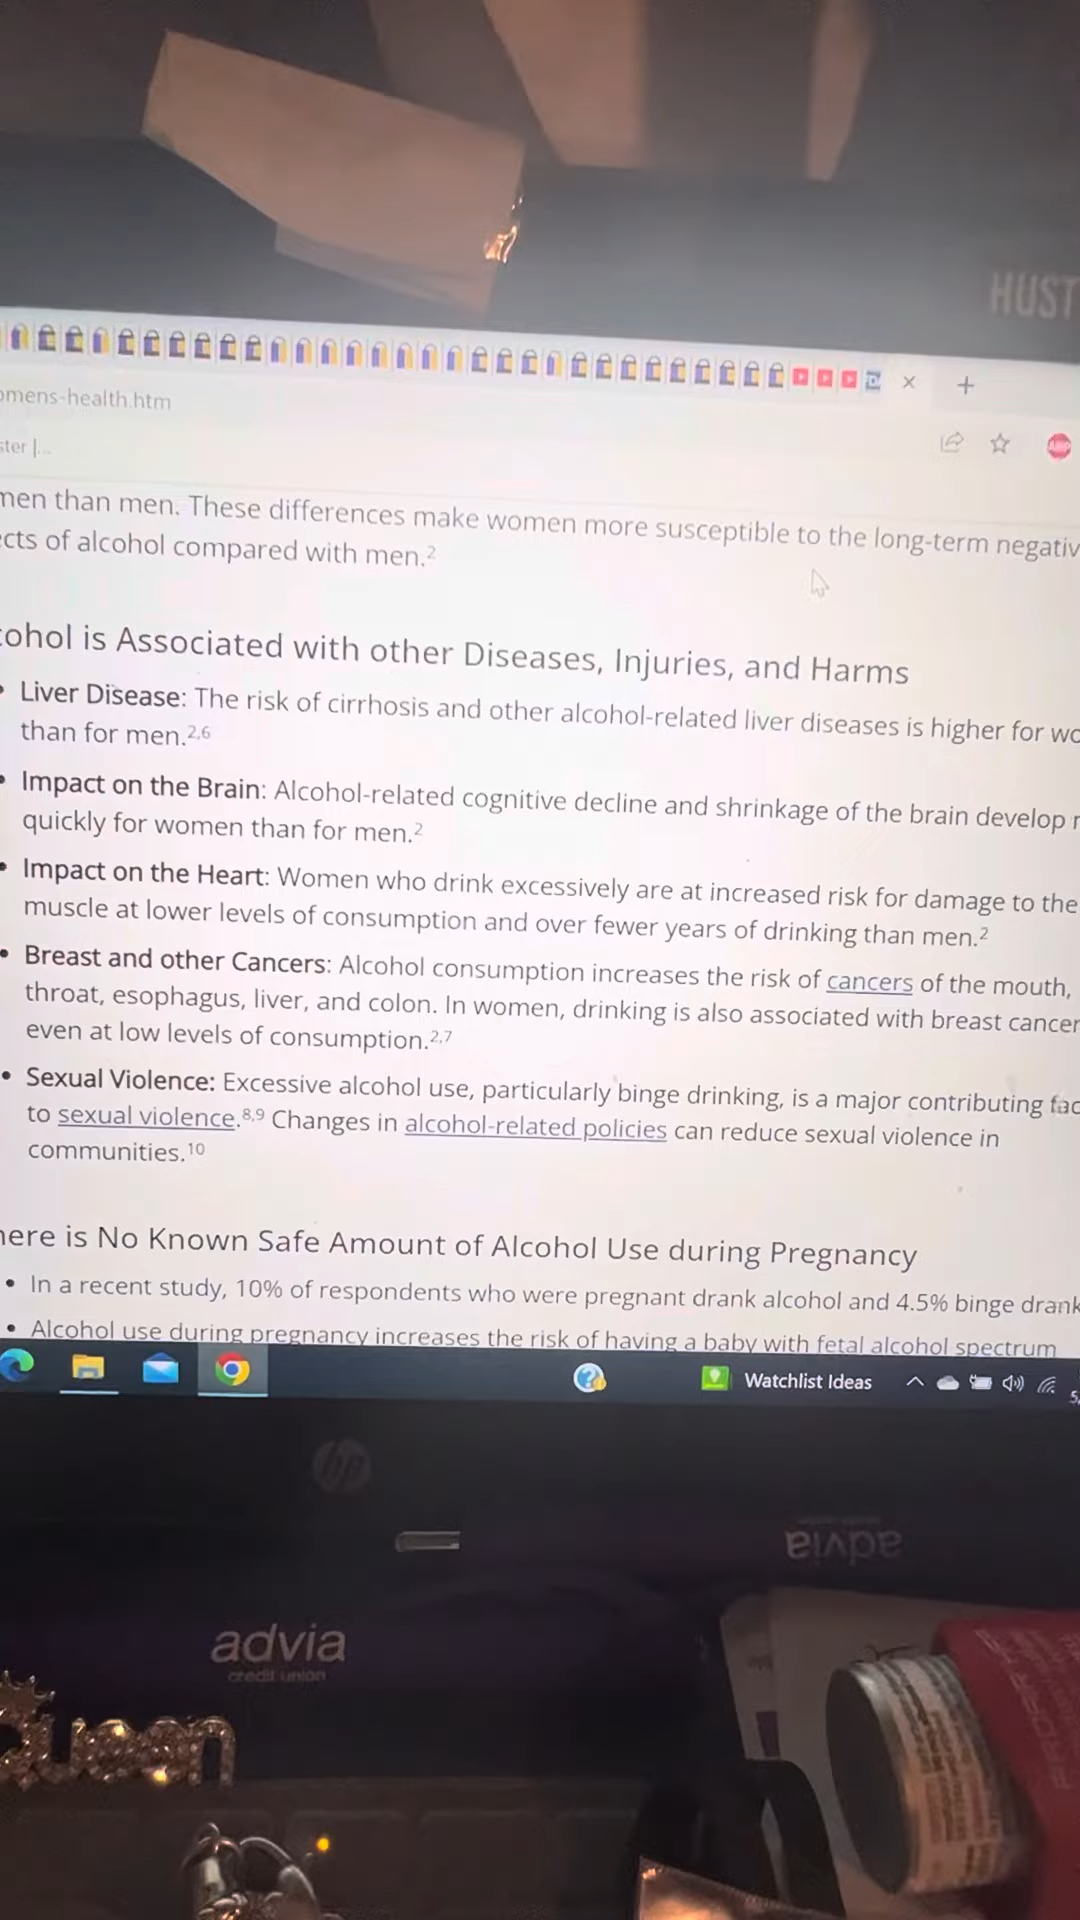 HUST
omens-health.htm
ster |...
men than men. These differences make women more susceptible to the long-term negativ
ects of alcohol compared with men.2
cohol is Associated with other Diseases, Injuries, and Harms
• Liver Disease: The risk of cirrhosis and other alcohol-related liver diseases is higher for wo
than for men.2,6
• Impact on the Brain: Alcohol-related cognitive decline and shrinkage of the brain develop
quickly for women than for men.2
• Impact on the Heart: Women who drink excessively are at increased risk for damage to the
muscle at lower levels of consumption and over fewer years of drinking than men.2
• Breast and other Cancers: Alcohol consumption increases the risk of cancers of the mouth,
throat, esophagus, liver, and colon. In women, drinking is also associated with breast cancer
even at low levels of consumption.2,7
• Sexual Violence: Excessive alcohol use, particularly binge drinking, is a major contributing fac
to sexual violence.8,9 Changes in alcohol-related policies can reduce sexual violence in
communities.10
here is No Known Safe Amount of Alcohol Use during Pregnancy
• In a recent study, 10% of respondents who were pregnant drank alcohol and 4.5% binge drank
• Alcohol use during pregnancy increases the risk of having a baby with fetal alcohol spectrum
Watchlist Ideas
hp
advia
advia
credit union
Queen